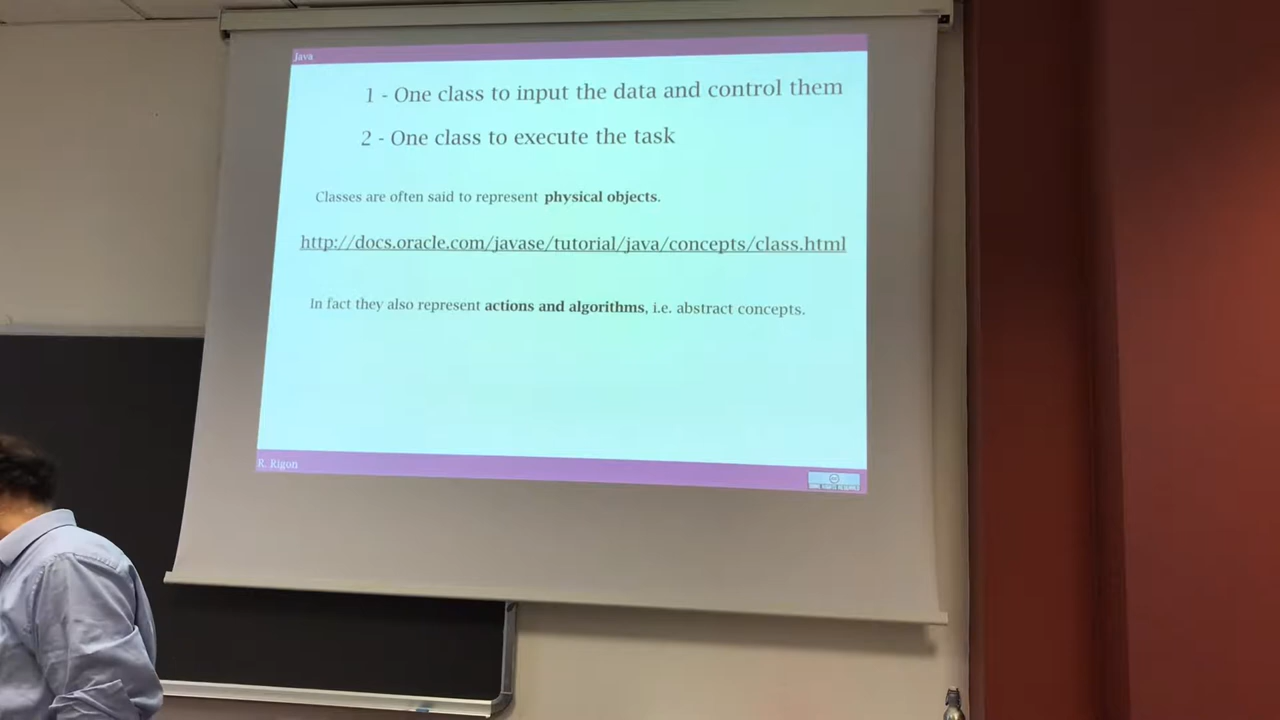 Java
1 - One class to input the data and control them
2 - One class to execute the task
Classes are often said to represent physical objects.
http://docs.oracle.com/javase/tutorial/java/concepts/class.html
In fact they also represent actions and algorithms, i.e. abstract concepts.
R. Rigon